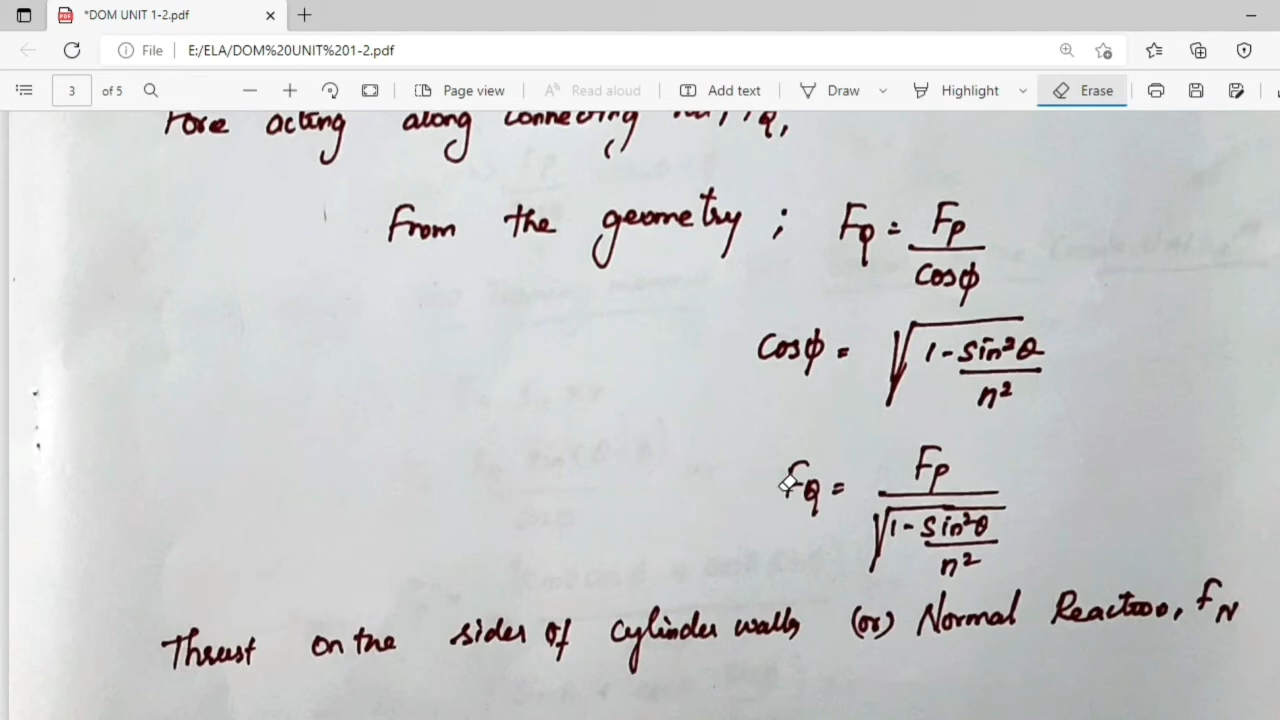 *DOM UNIT 1-2.pdf
File E:/ELA/DOM%20UNIT%201-2.pdf
3 of 5 Page view Read aloud Add text Draw Highlight Erase
acting along connecting
From the geometry ; FQ = Fp / Cosϕ
Cosϕ = √(1 - Sin²θ / n²)
FQ = Fp / √(1 - Sin²θ / n²)
Thrust on the sides of cylinder walls (or) Normal Reaction, FN